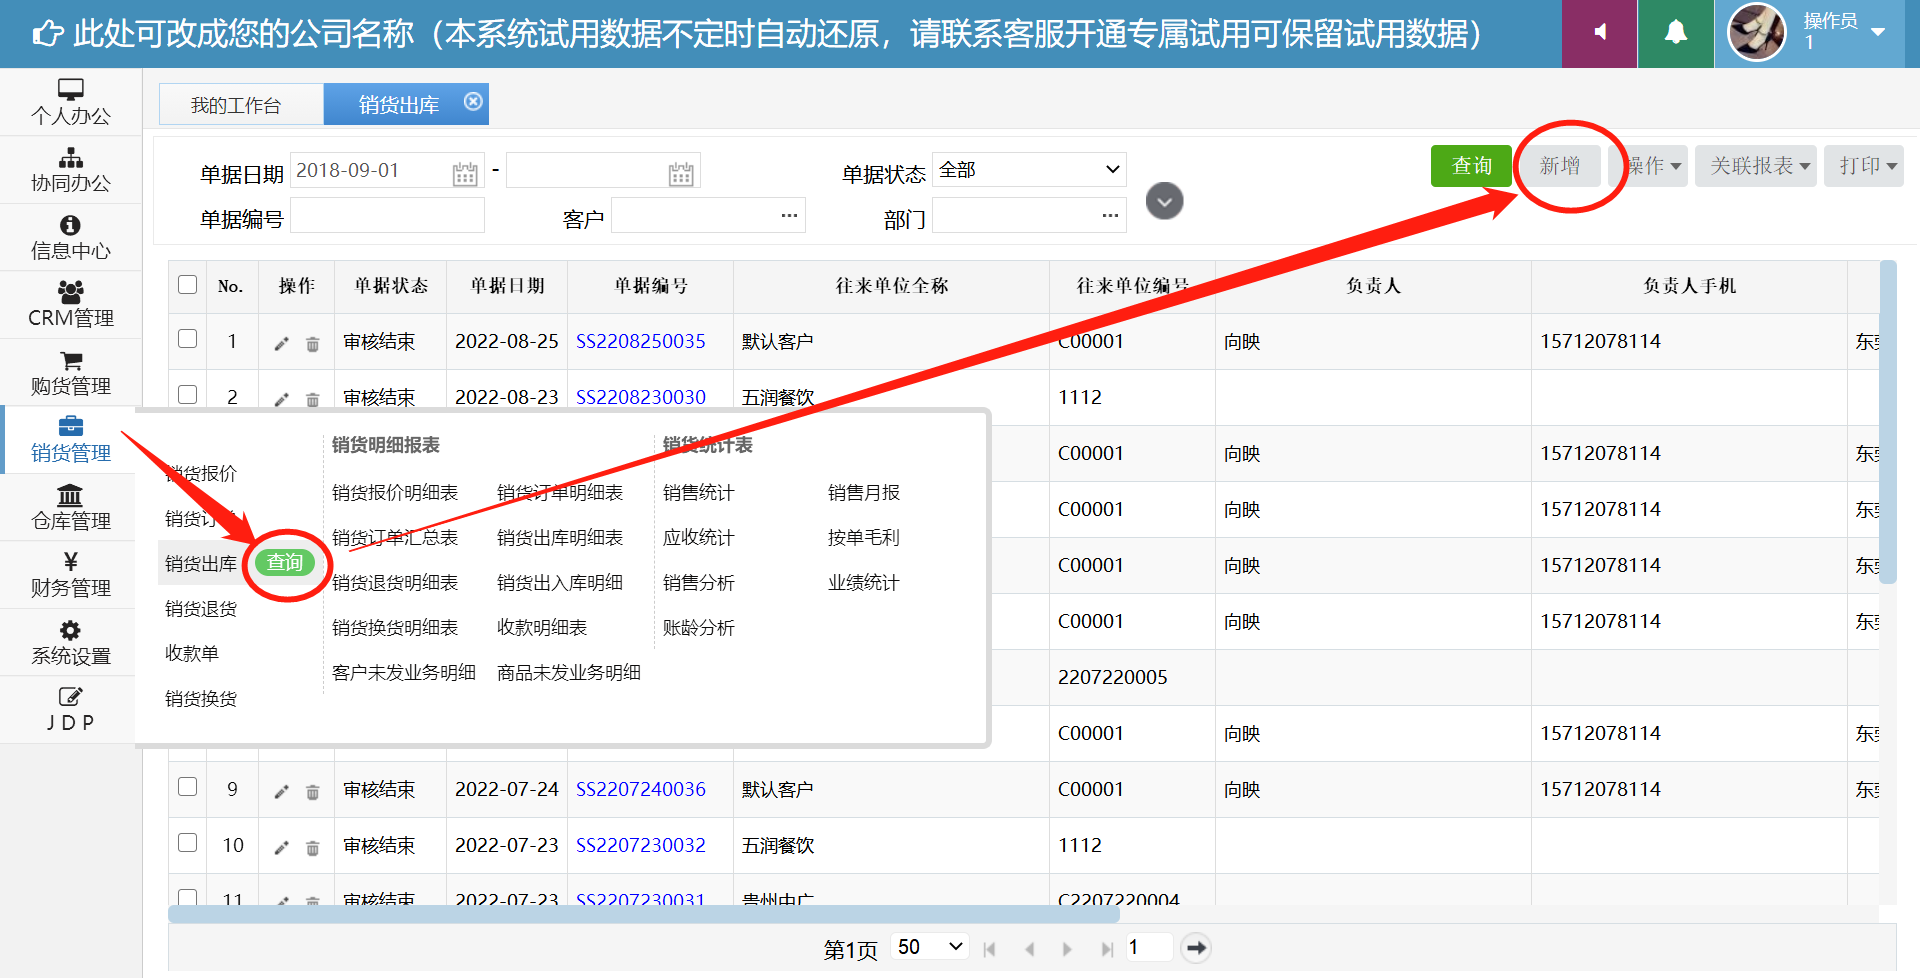 此处可改成您的公司名称（本系统试用数据不定时自动还原，请联系客服开通专属试用可保留试用数据）
操作员
1
个人办公
协同办公
信息中心
CRM管理
购货管理
销货管理
仓库管理
财务管理
系统设置
J D P
我的工作台 销货出库
单据日期 2018-09-01 - 单据状态 全部 查询 新增 操作 关联报表 打印
单据编号 客户 ... 部门 ...
No. 操作 单据状态 单据日期 单据编号 往来单位全称 往来单位编号 负责人 负责人手机
1 审核结束 2022-08-25 SS2208250035 默认客户 C00001 向映 15712078114 东
2 审核结束 2022-08-23 SS2208230030 五润餐饮 1112
C00001 向映 15712078114 东
C00001 向映 15712078114 东
C00001 向映 15712078114 东
C00001 向映 15712078114 东
2207220005
C00001 向映 15712078114 东
9 审核结束 2022-07-24 SS2207240036 默认客户 C00001 向映 15712078114 东
10 审核结束 2022-07-23 SS2207230032 五润餐饮 1112
11 审核结束 2022-07-23 SS2207230031 贵州中广 C2207220004
销货报价
销货订单
销货出库 查询
销货退货
收款单
销货换货
销货明细报表 销货统计表
销货报价明细表 销货订单明细表 销售统计 销售月报
销货订单汇总表 销货出库明细表 应收统计 按单毛利
销货退货明细表 销货出入库明细 销售分析 业绩统计
销货换货明细表 收款明细表 账龄分析
客户未发业务明细 商品未发业务明细
第1页 50 1